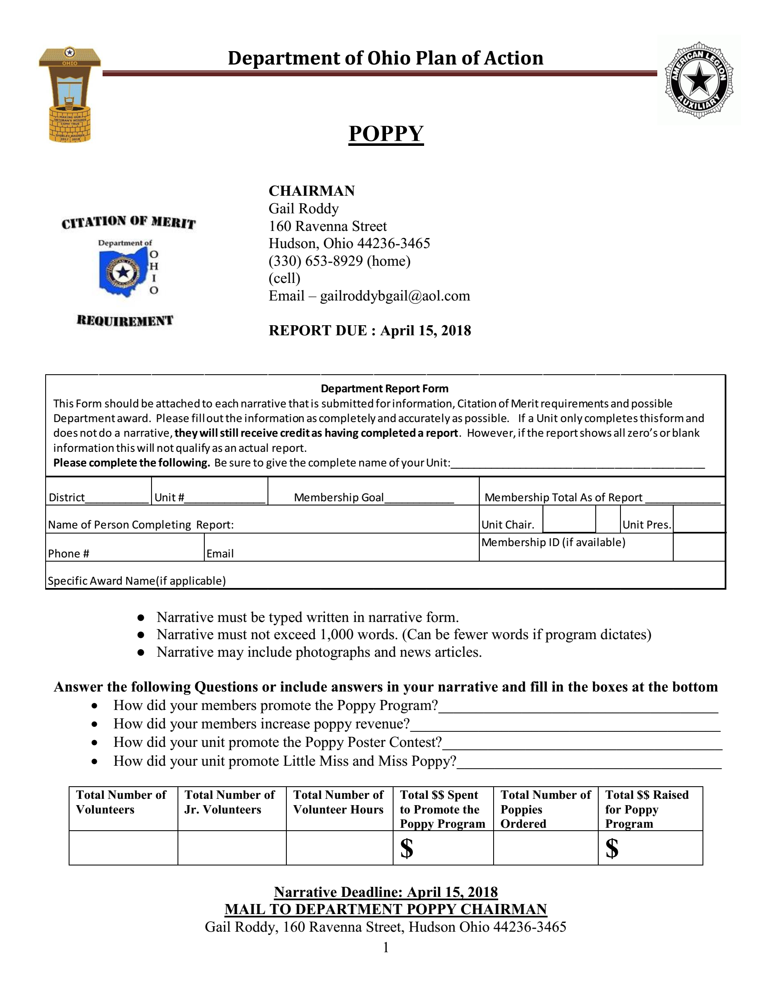 Department of Ohio Plan of Action
OHIO
MAKING OUR
VETERAN'S WISHES
COME TRUE
SHIRLEY MAURER
2017 - 2018
AMERICAN LEGION
AUXILIARY
POPPY
CITATION OF MERIT
Department of
OHIO
AMERICAN LEGION
AUXILIARY
REQUIREMENT
CHAIRMAN
Gail Roddy
160 Ravenna Street
Hudson, Ohio 44236-3465
(330) 653-8929 (home)
(cell)
Email – gailroddybgail@aol.com
REPORT DUE : April 15, 2018
Department Report Form
This Form should be attached to each narrative that is submitted for information, Citation of Merit requirements and possible
Department award. Please fill out the information as completely and accurately as possible. If a Unit only completes this form and
does not do a narrative, they will still receive credit as having completed a report. However, if the report shows all zero's or blank
information this will not qualify as an actual report.
Please complete the following. Be sure to give the complete name of your Unit:____________________
District__________ Unit #__________ Membership Goal__________ Membership Total As of Report __________
Name of Person Completing Report: Unit Chair. Unit Pres.
Phone # Email Membership ID (if available)
Specific Award Name(if applicable)
● Narrative must be typed written in narrative form.
● Narrative must not exceed 1,000 words. (Can be fewer words if program dictates)
● Narrative may include photographs and news articles.
Answer the following Questions or include answers in your narrative and fill in the boxes at the bottom
• How did your members promote the Poppy Program?____________________
• How did your members increase poppy revenue?____________________
• How did your unit promote the Poppy Poster Contest?____________________
• How did your unit promote Little Miss and Miss Poppy?____________________
Total Number of Volunteers
Total Number of Jr. Volunteers
Total Number of Volunteer Hours
Total $$ Spent to Promote the Poppy Program
Total Number of Poppies Ordered
Total $$ Raised for Poppy Program
$ $
Narrative Deadline: April 15, 2018
MAIL TO DEPARTMENT POPPY CHAIRMAN
Gail Roddy, 160 Ravenna Street, Hudson Ohio 44236-3465
1